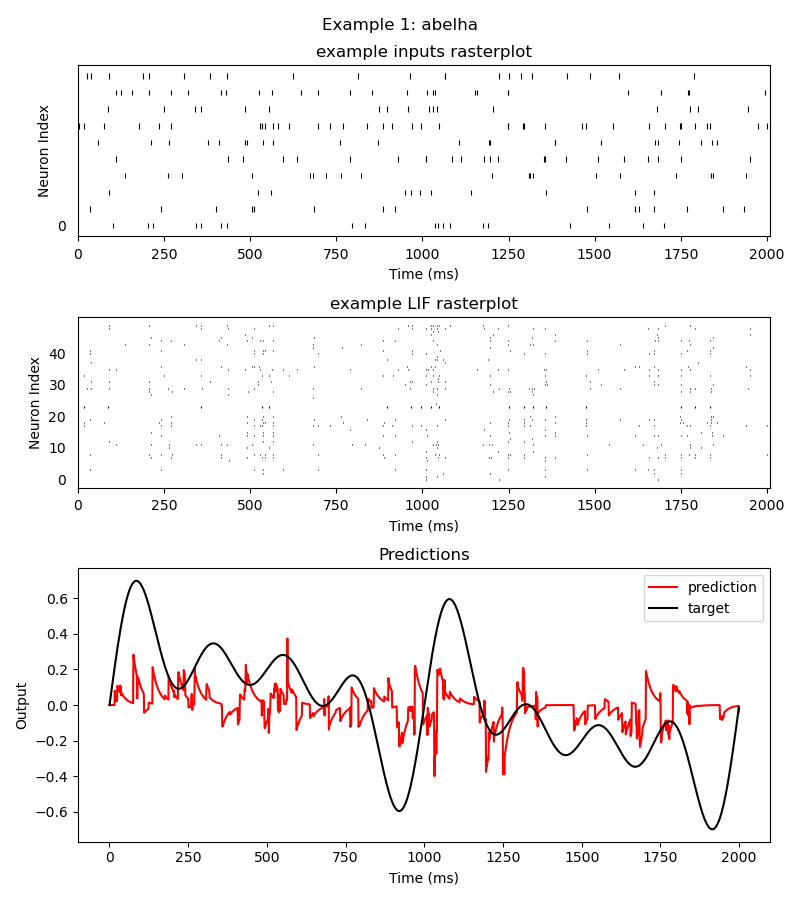 Example 1: abelha
example inputs rasterplot
Neuron Index
0
0 250 500 750 1000 1250 1500 1750 2000
Time (ms)
example LIF rasterplot
Neuron Index
40
30
20
10
0
0 250 500 750 1000 1250 1500 1750 2000
Time (ms)
Predictions
Output
0.6
0.4
0.2
0.0
−0.2
−0.4
−0.6
prediction
target
0 250 500 750 1000 1250 1500 1750 2000
Time (ms)